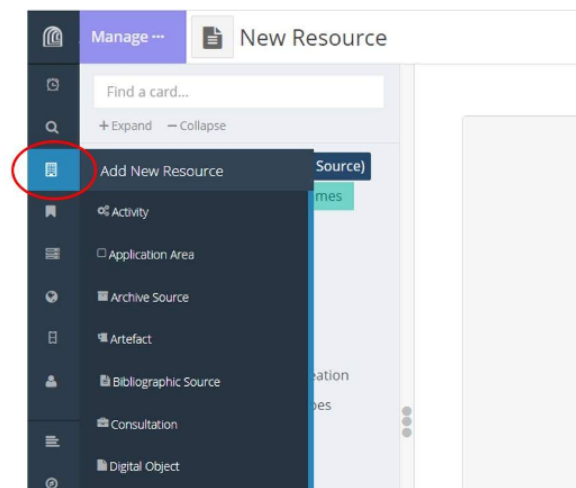 Manage ··· New Resource
Find a card...
+ Expand − Collapse
Add New Resource
Source)
mes
Activity
Application Area
Archive Source
Artefact
Bibliographic Source
eation
pes
Consultation
Digital Object